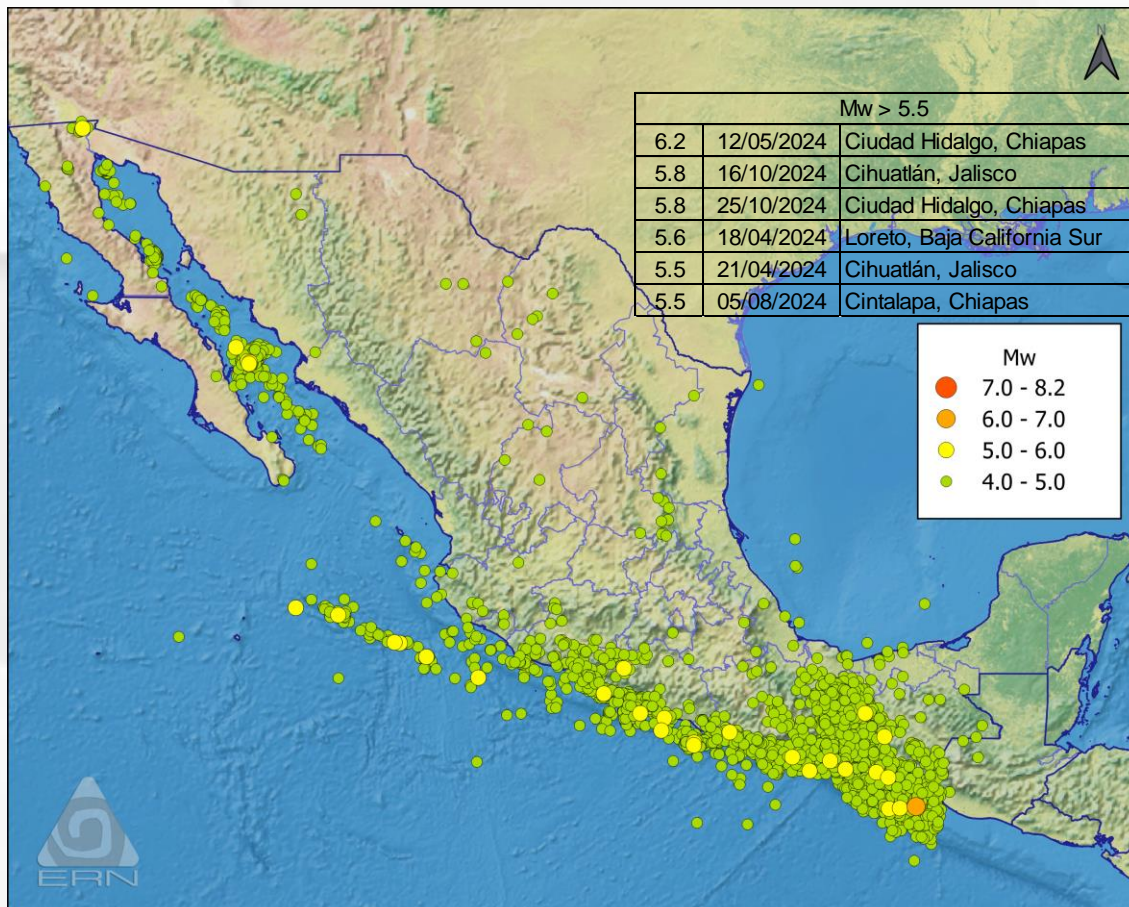 N
Mw > 5.5
6.2 12/05/2024 Ciudad Hidalgo, Chiapas
5.8 16/10/2024 Cihuatlán, Jalisco
5.8 25/10/2024 Ciudad Hidalgo, Chiapas
5.6 18/04/2024 Loreto, Baja California Sur
5.5 21/04/2024 Cihuatlán, Jalisco
5.5 05/08/2024 Cintalapa, Chiapas
Mw
7.0 - 8.2
6.0 - 7.0
5.0 - 6.0
4.0 - 5.0
ERN